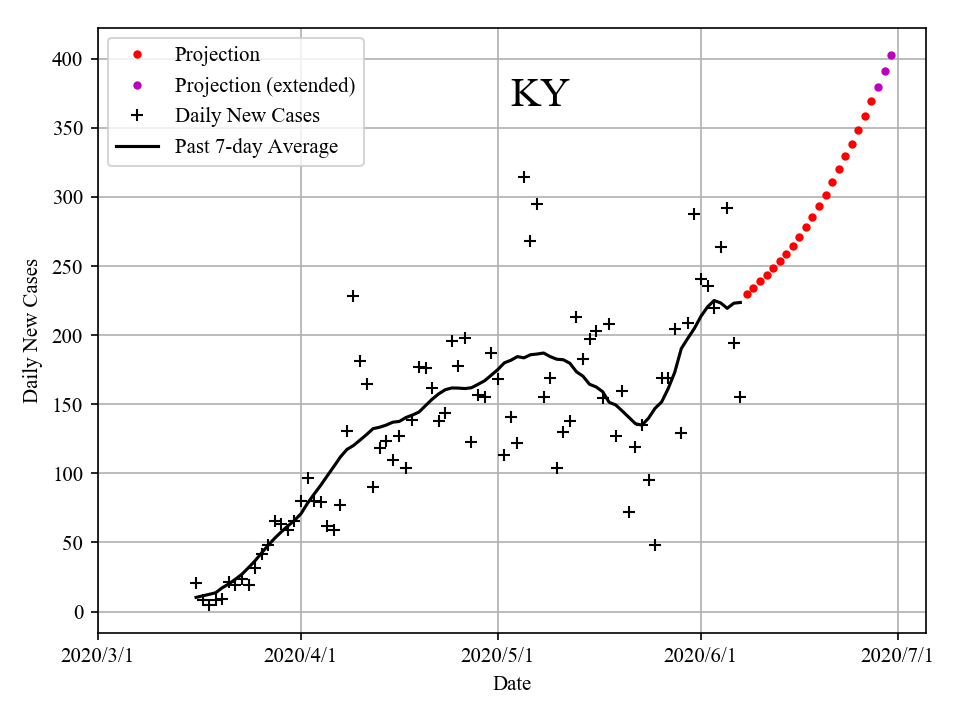 KY
Projection
Projection (extended)
Daily New Cases
Past 7-day Average
400
350
300
250
200
150
100
50
0
Daily New Cases
2020/3/1 2020/4/1 2020/5/1 2020/6/1 2020/7/1
Date